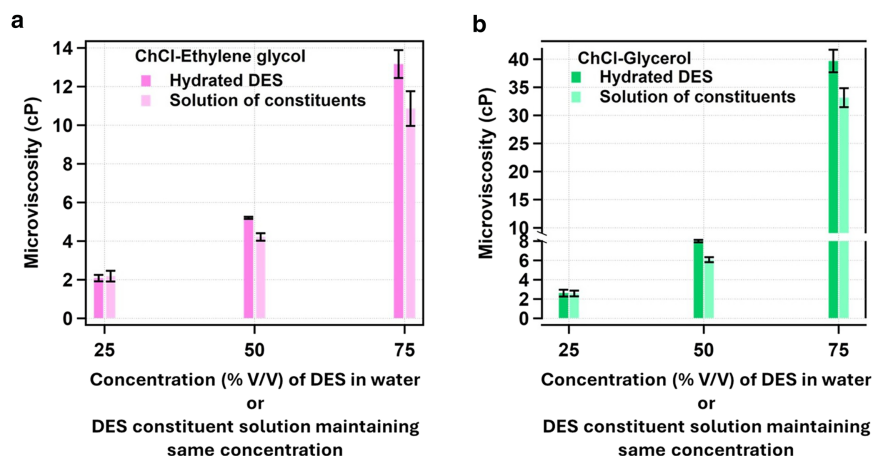 a
ChCl-Ethylene glycol
Hydrated DES
Solution of constituents
Microviscosity (cP)
14
12
10
8
6
4
2
0
25 50 75
Concentration (% V/V) of DES in water
or
DES constituent solution maintaining
same concentration
b
ChCl-Glycerol
Hydrated DES
Solution of constituents
Microviscosity (cP)
40
35
30
25
20
15
10
8
6
4
2
0
25 50 75
Concentration (% V/V) of DES in water
or
DES constituent solution maintaining
same concentration